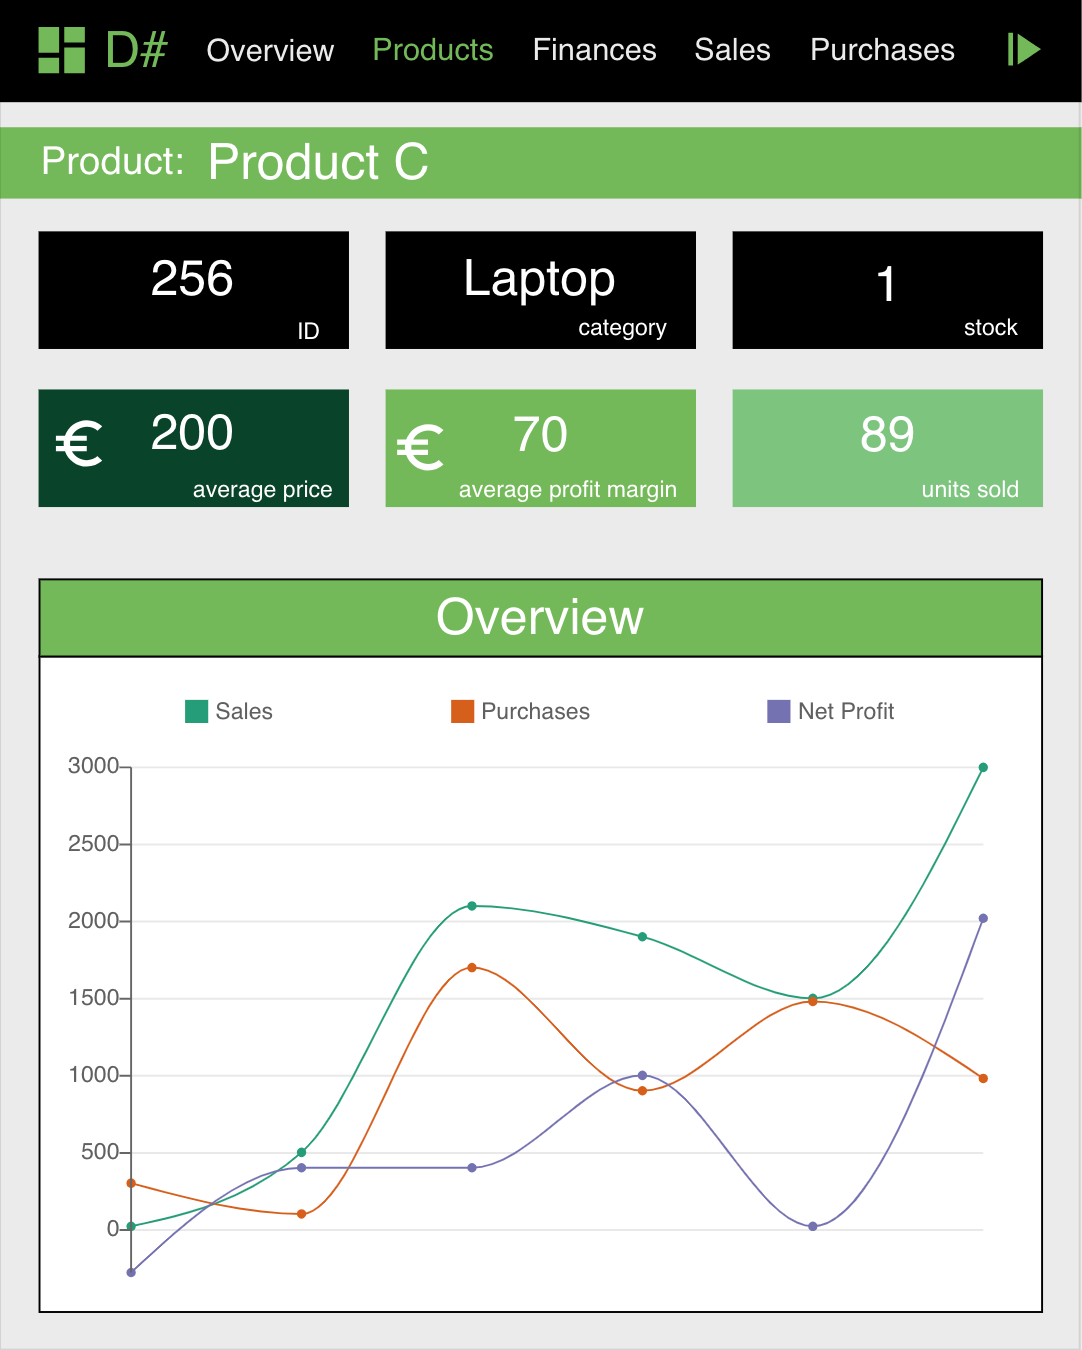 D# Overview Products Finances Sales Purchases
Product: Product C
256
ID
Laptop
category
1
stock
€ 200
average price
€ 70
average profit margin
89
units sold
Overview
Sales Purchases Net Profit
3000
2500
2000
1500
1000
500
0